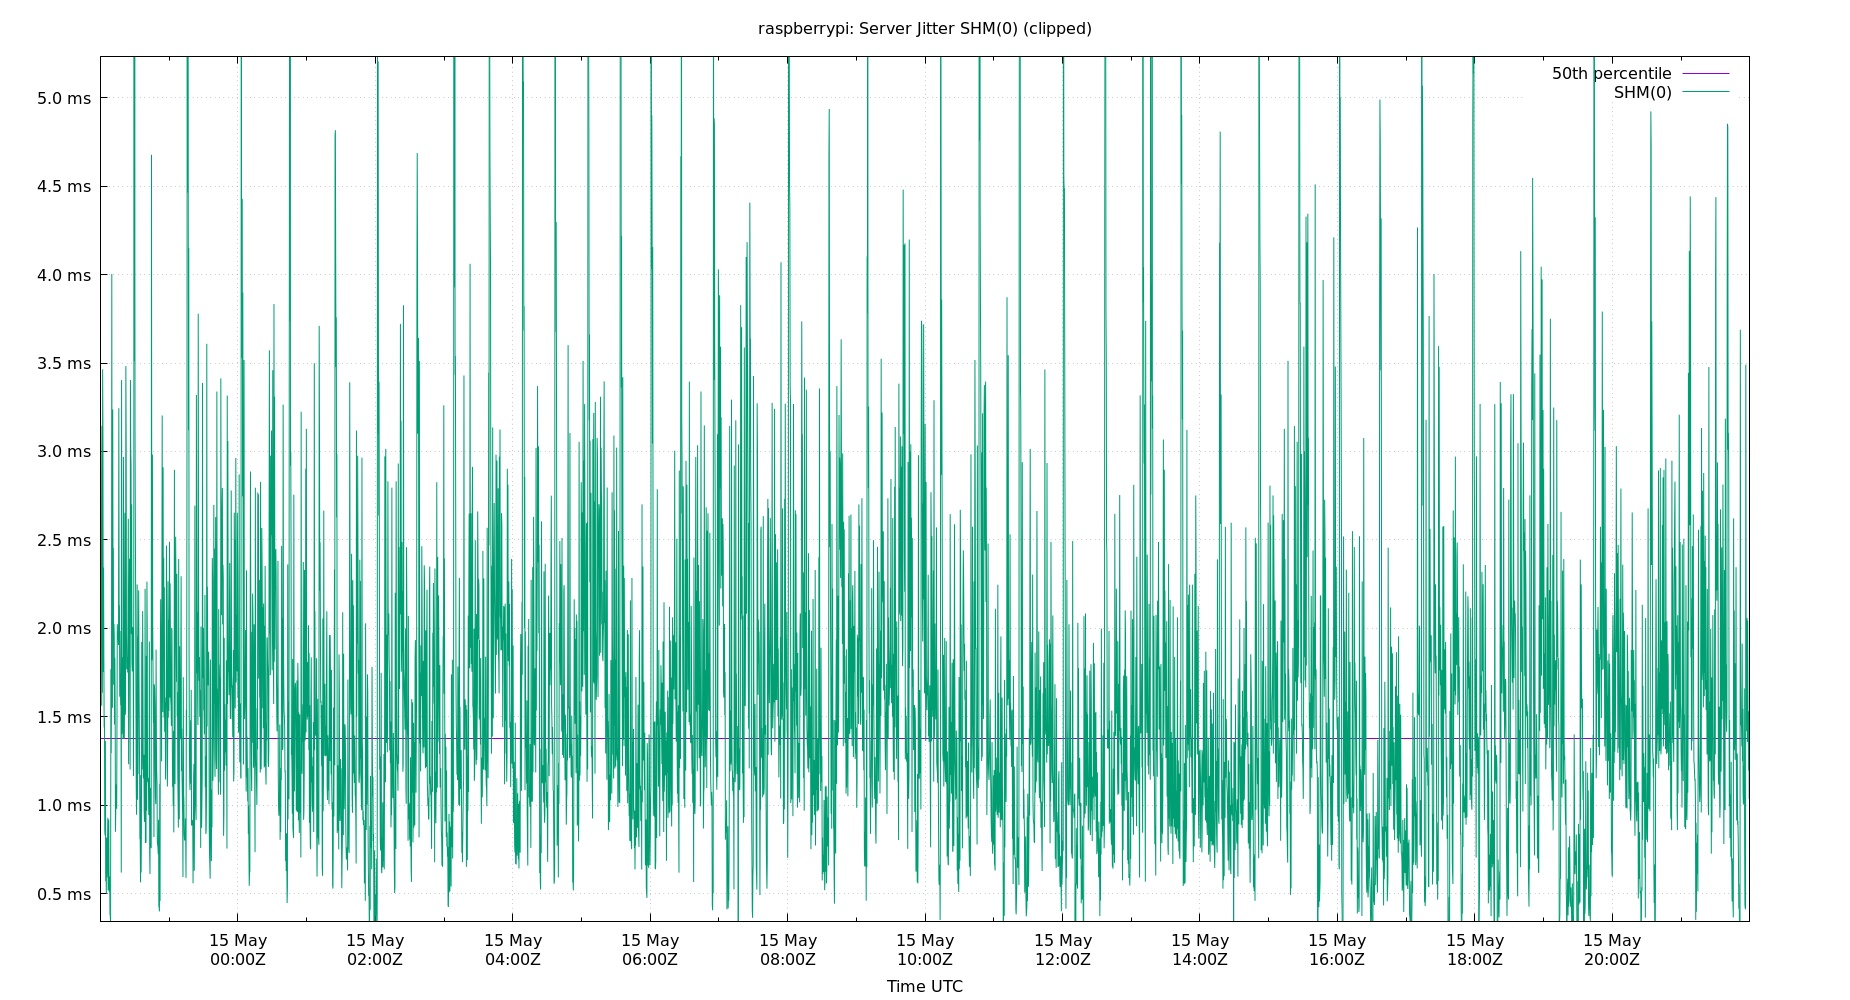 raspberrypi: Server Jitter SHM(0) (clipped)
50th percentile
SHM(0)
5.0 ms
4.5 ms
4.0 ms
3.5 ms
3.0 ms
2.5 ms
2.0 ms
1.5 ms
1.0 ms
0.5 ms
15 May 15 May 15 May 15 May 15 May 15 May 15 May 15 May 15 May 15 May 15 May
00:00Z 02:00Z 04:00Z 06:00Z 08:00Z 10:00Z 12:00Z 14:00Z 16:00Z 18:00Z 20:00Z
Time UTC